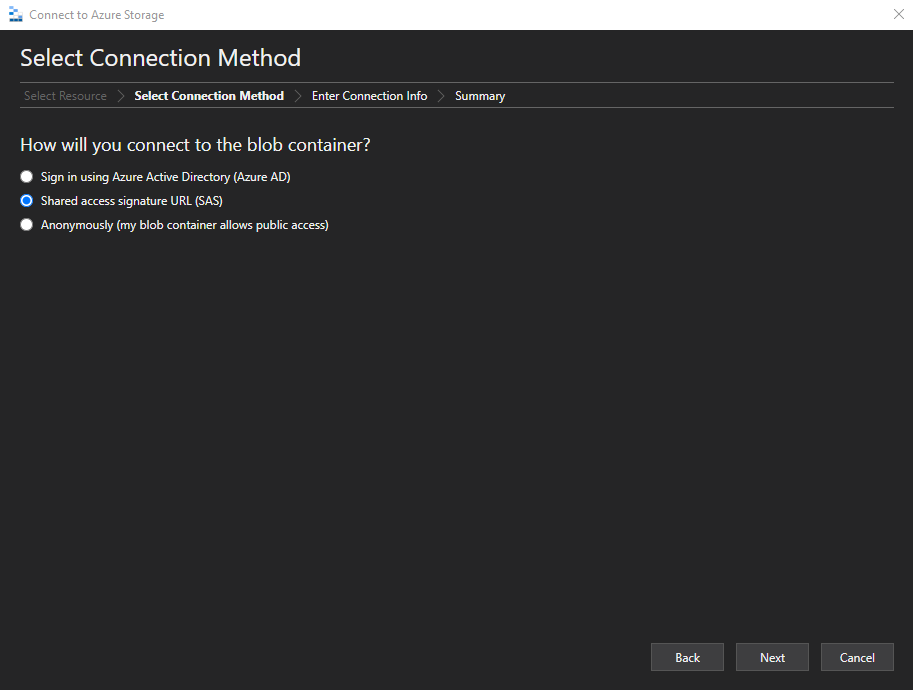 Connect to Azure Storage
Select Connection Method
Select Resource > Select Connection Method > Enter Connection Info > Summary
How will you connect to the blob container?
Sign in using Azure Active Directory (Azure AD)
Shared access signature URL (SAS)
Anonymously (my blob container allows public access)
Back Next Cancel